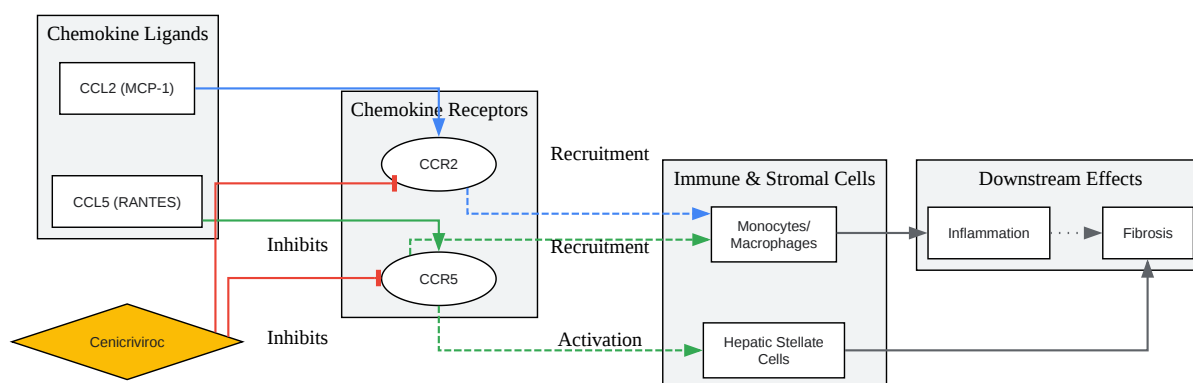 Chemokine Ligands
CCL2 (MCP-1)
CCL5 (RANTES)
Cenicriviroc
Inhibits
Inhibits
Chemokine Receptors
CCR2
CCR5
Recruitment
Recruitment
Activation
Immune & Stromal Cells
Monocytes/
Macrophages
Hepatic Stellate
Cells
Downstream Effects
Inflammation
Fibrosis